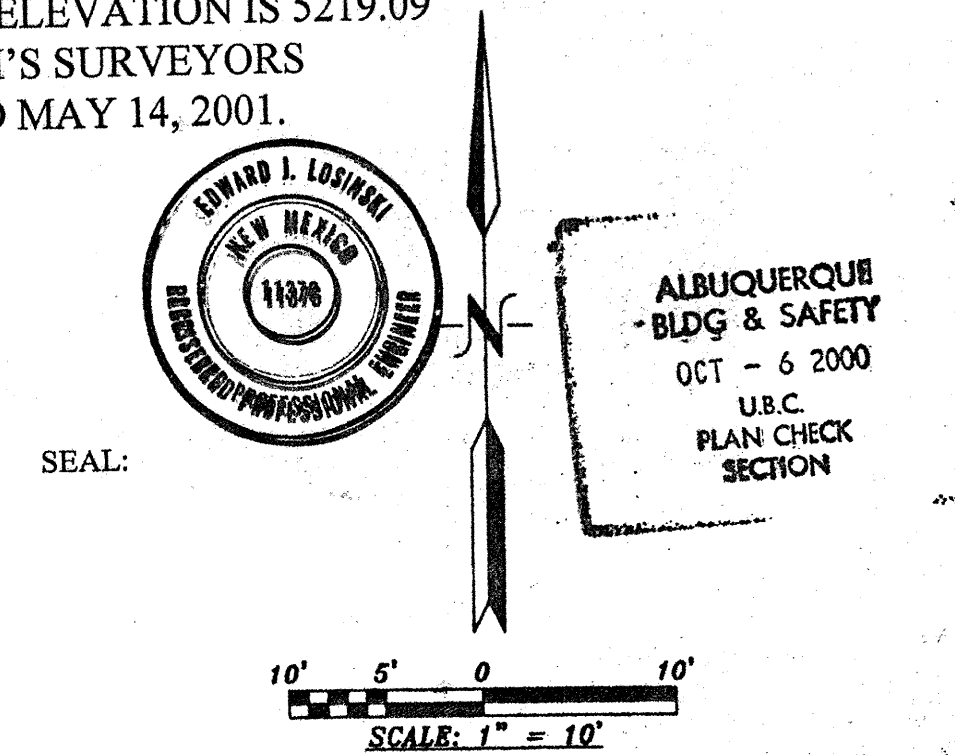 ELEVATION IS 5219.09
'S SURVEYORS
MAY 14, 2001.
EDWARD J. LOSINSKI
NEW MEXICO
REGISTERED PROFESSIONAL ENGINEER
N
ALBUQUERQUE
BLDG & SAFETY
OCT - 6 2000
U.B.C.
PLAN CHECK
SECTION
SEAL:
10' 5' 0 10'
SCALE: 1" = 10'